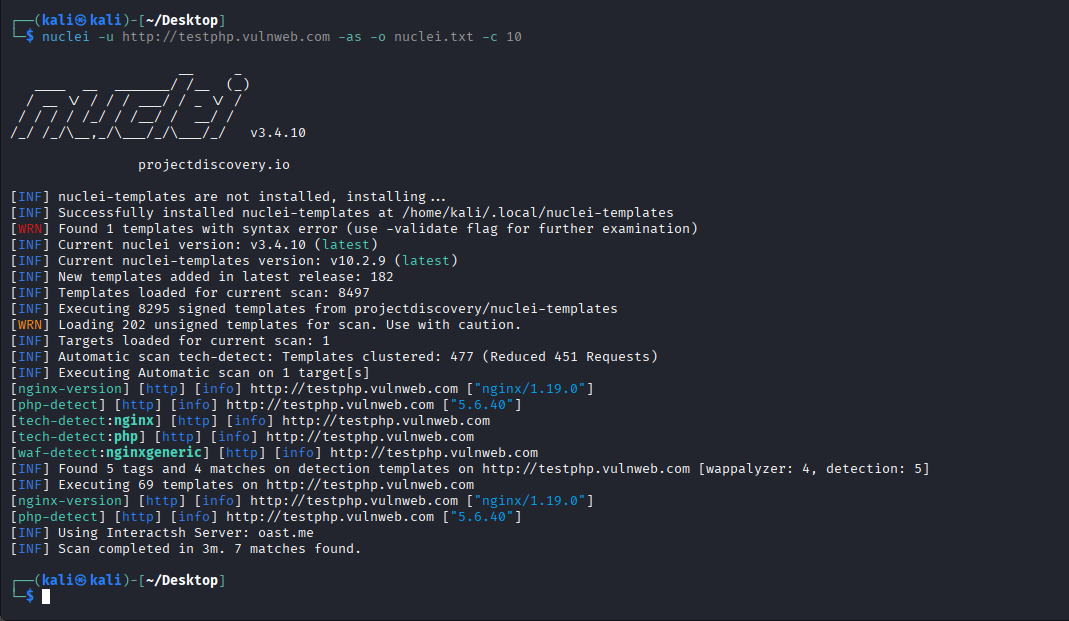 ┌──(kali㉿kali)-[~/Desktop]
└─$ nuclei -u http://testphp.vulnweb.com -as -o nuclei.txt -c 10
                     __     _
   ____  __  _______/ /__  (_)
  / __ \/ / / / ___/ / _ \/ /
 / / / / /_/ / /__/ /  __/ /
/_/ /_/\__,_/\___/_/\___/_/   v3.4.10
projectdiscovery.io
[INF] nuclei-templates are not installed, installing...
[INF] Successfully installed nuclei-templates at /home/kali/.local/nuclei-templates
[WRN] Found 1 templates with syntax error (use -validate flag for further examination)
[INF] Current nuclei version: v3.4.10 (latest)
[INF] Current nuclei-templates version: v10.2.9 (latest)
[INF] New templates added in latest release: 182
[INF] Templates loaded for current scan: 8497
[INF] Executing 8295 signed templates from projectdiscovery/nuclei-templates
[WRN] Loading 202 unsigned templates for scan. Use with caution.
[INF] Targets loaded for current scan: 1
[INF] Automatic scan tech-detect: Templates clustered: 477 (Reduced 451 Requests)
[INF] Executing Automatic scan on 1 target[s]
[nginx-version] [http] [info] http://testphp.vulnweb.com ["nginx/1.19.0"]
[php-detect] [http] [info] http://testphp.vulnweb.com ["5.6.40"]
[tech-detect:nginx] [http] [info] http://testphp.vulnweb.com
[tech-detect:php] [http] [info] http://testphp.vulnweb.com
[waf-detect:nginxgeneric] [http] [info] http://testphp.vulnweb.com
[INF] Found 5 tags and 4 matches on detection templates on http://testphp.vulnweb.com [wappalyzer: 4, detection: 5]
[INF] Executing 69 templates on http://testphp.vulnweb.com
[nginx-version] [http] [info] http://testphp.vulnweb.com ["nginx/1.19.0"]
[php-detect] [http] [info] http://testphp.vulnweb.com ["5.6.40"]
[INF] Using Interactsh Server: oast.me
[INF] Scan completed in 3m. 7 matches found.
┌──(kali㉿kali)-[~/Desktop]
└─$